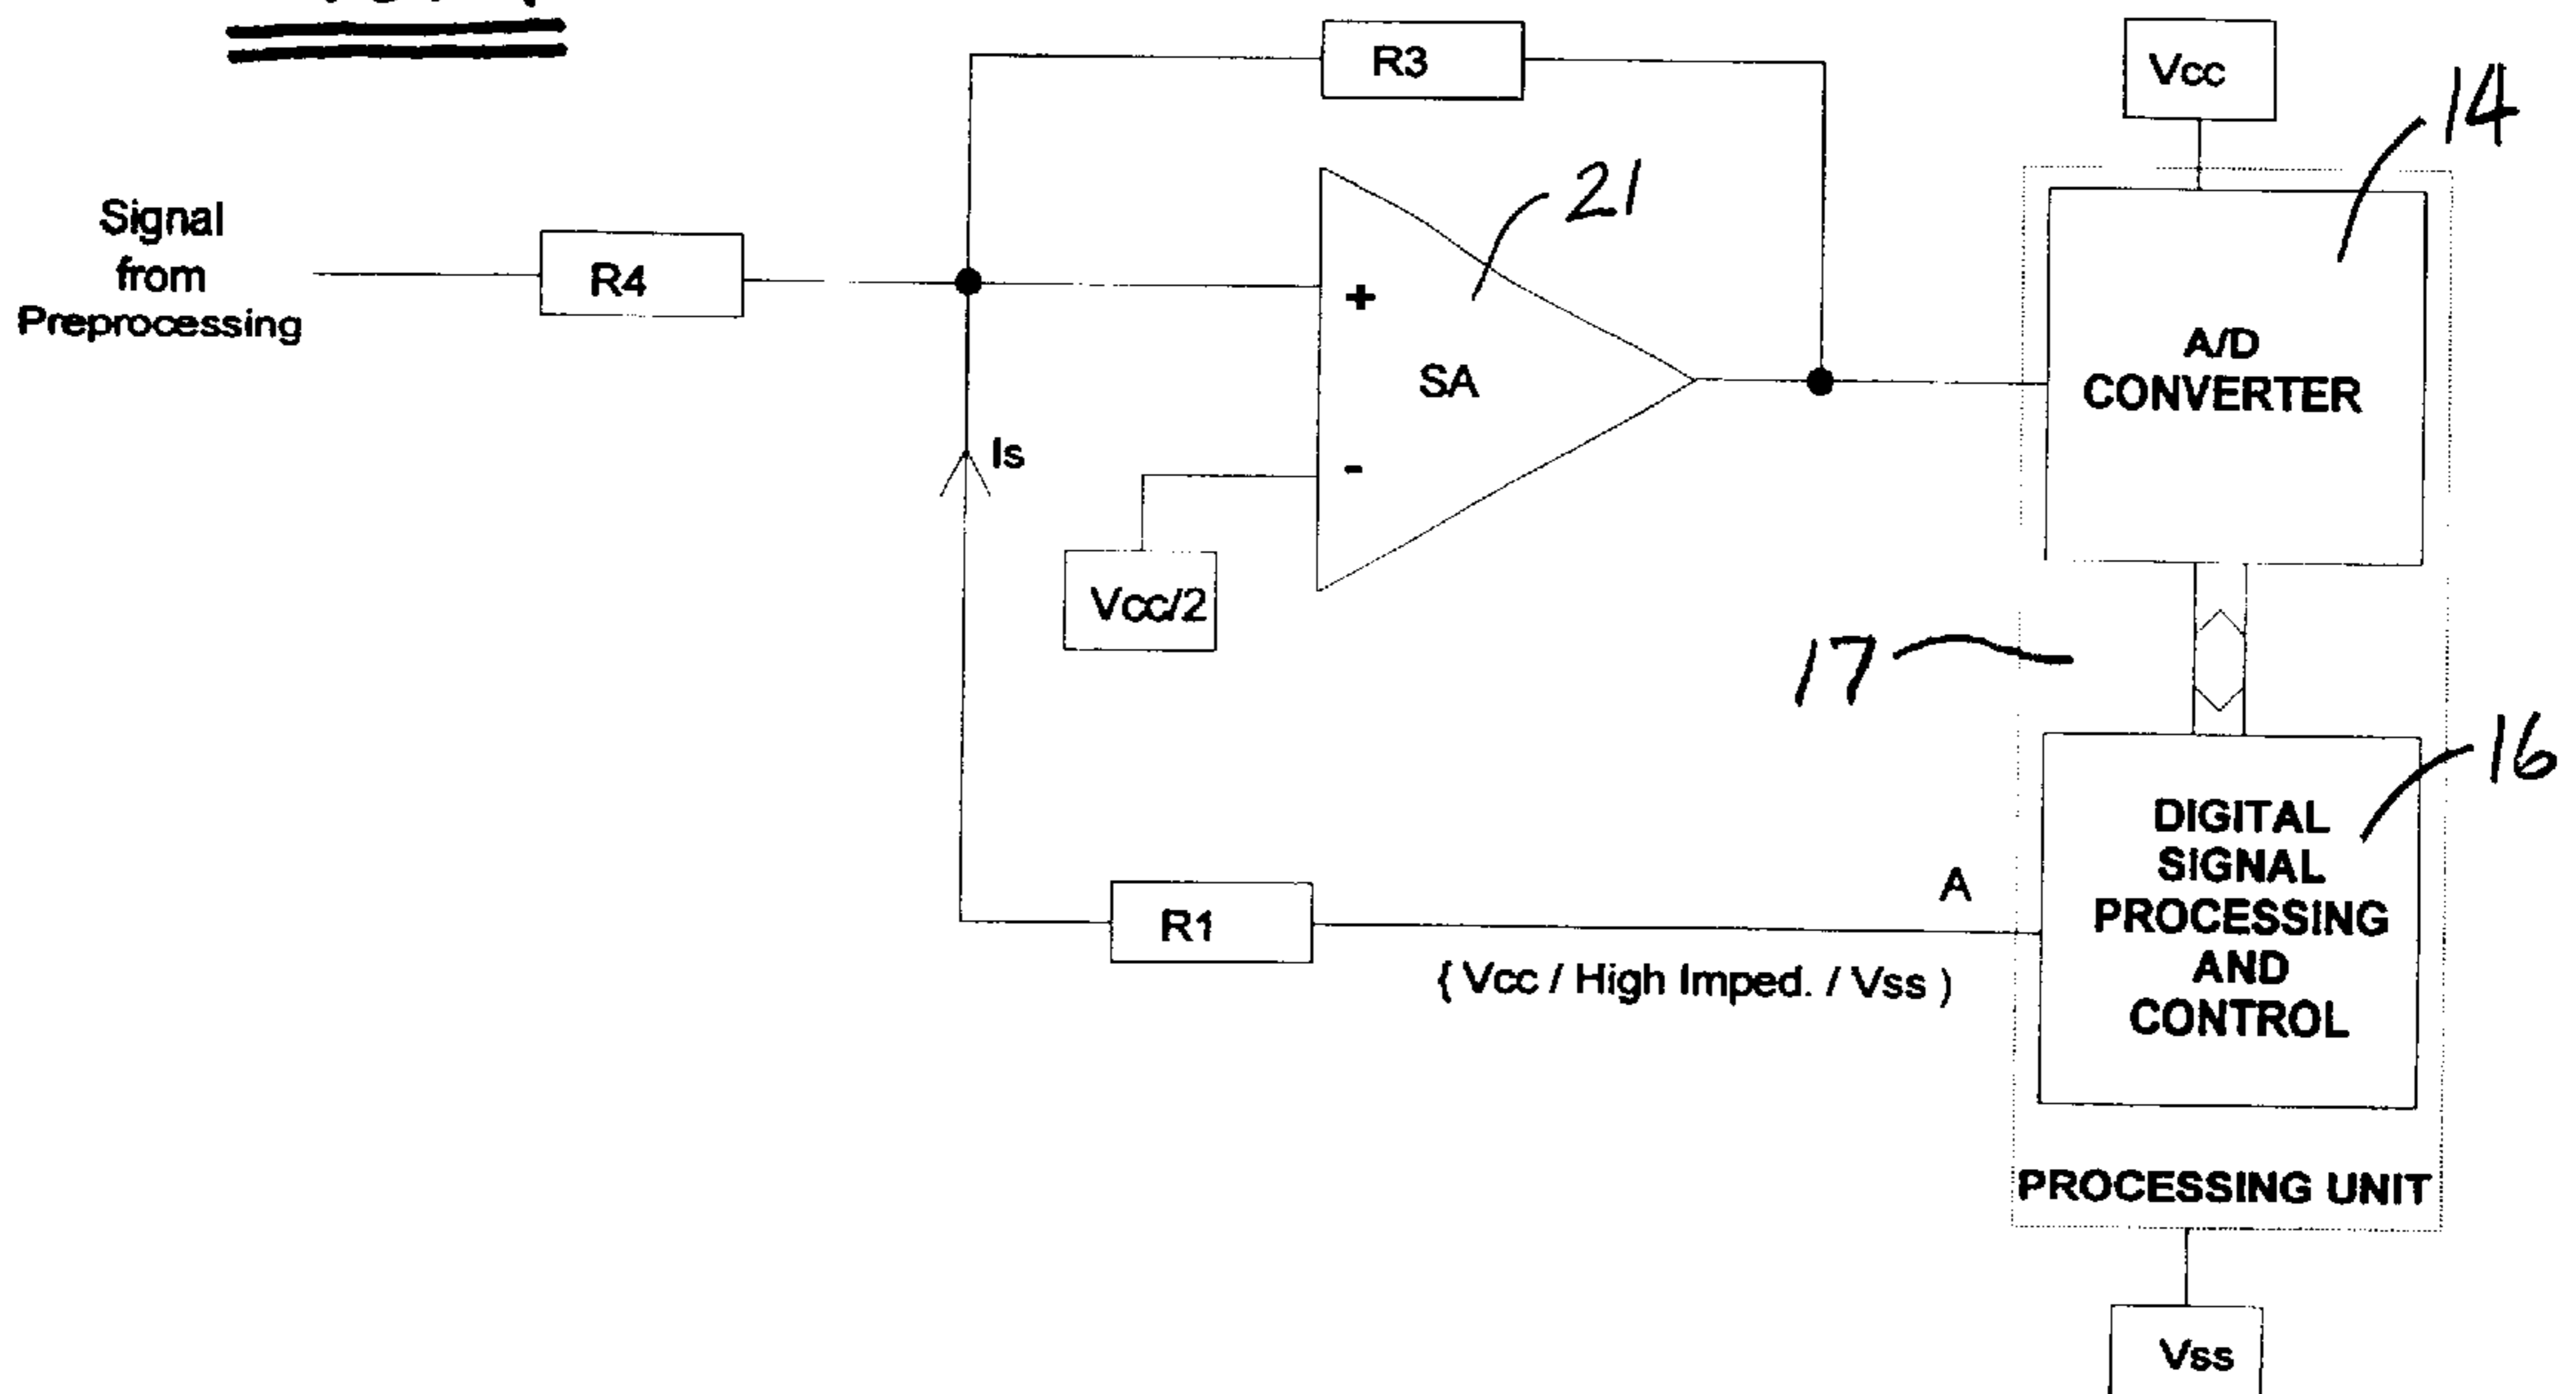 R3
Vcc
14
21
Signal
from
Preprocessing
R4
+
SA
-
A/D
CONVERTER
Is
Vcc/2
17
16
DIGITAL
SIGNAL
PROCESSING
AND
CONTROL
A
R1
( Vcc / High Imped. / Vss )
PROCESSING UNIT
Vss